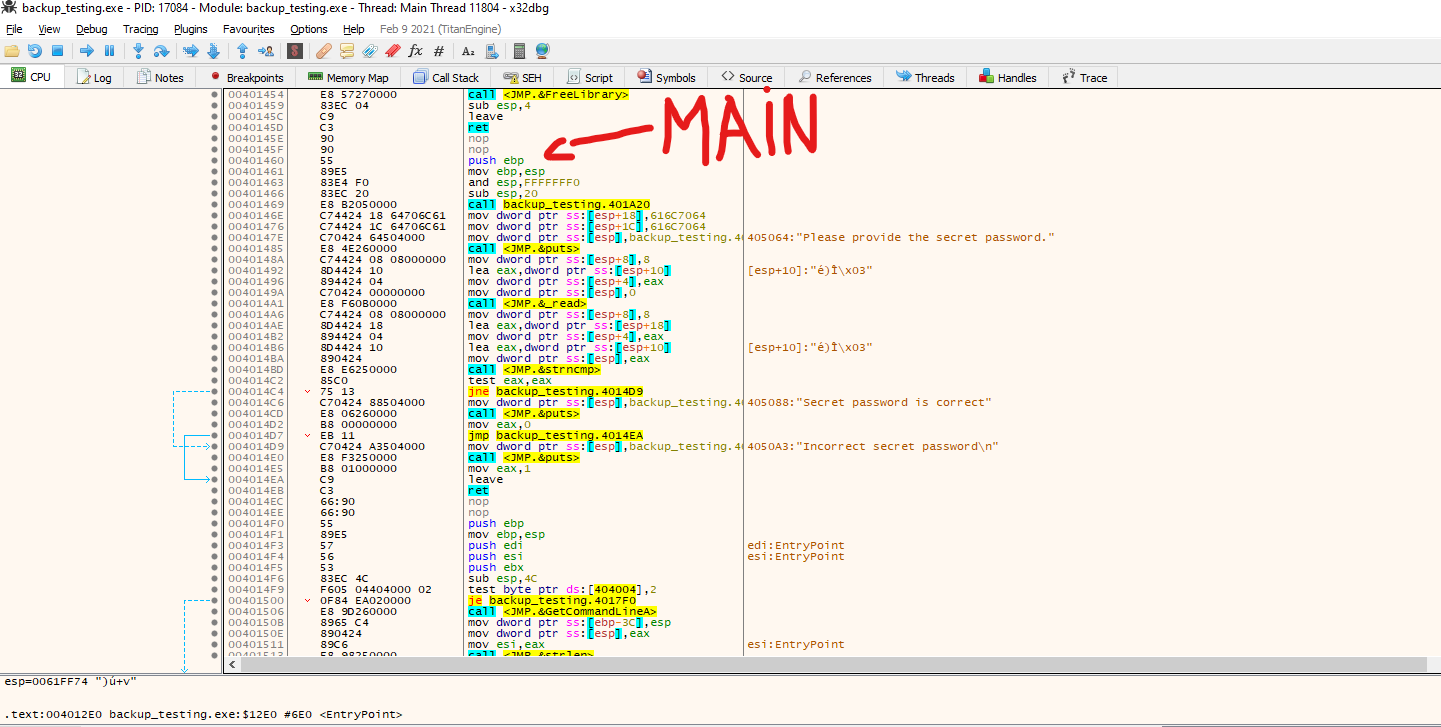 backup_testing.exe - PID: 17084 - Module: backup_testing.exe - Thread: Main Thread 11804 - x32dbg
File View Debug Tracing Plugins Favourites Options Help Feb 9 2021 (TitanEngine)
CPU Log Notes Breakpoints Memory Map Call Stack SEH Script Symbols Source References Threads Handles Trace
MAIN
00401454 E8 57270000 call <JMP.&FreeLibrary>
00401459 83EC 04 sub esp,4
0040145C C9 leave
0040145D C3 ret
0040145E 90 nop
0040145F 90 nop
00401460 55 push ebp
00401461 89E5 mov ebp,esp
00401463 83E4 F0 and esp,FFFFFFF0
00401466 83EC 20 sub esp,20
00401469 E8 B2050000 call backup_testing.401A20
0040146E C74424 18 64706C61 mov dword ptr ss:[esp+18],616C7064
00401476 C74424 1C 64706C61 mov dword ptr ss:[esp+1C],616C7064
0040147E C70424 64504000 mov dword ptr ss:[esp],backup_testing.40 405064:"Please provide the secret password."
00401485 E8 4E260000 call <JMP.&puts>
0040148A C74424 08 08000000 mov dword ptr ss:[esp+8],8
00401492 8D4424 10 lea eax,dword ptr ss:[esp+10] [esp+10]:"é)Ì\x03"
00401496 894424 04 mov dword ptr ss:[esp+4],eax
0040149A C70424 00000000 mov dword ptr ss:[esp],0
004014A1 E8 F60B0000 call <JMP.&_read>
004014A6 C74424 08 08000000 mov dword ptr ss:[esp+8],8
004014AE 8D4424 18 lea eax,dword ptr ss:[esp+18]
004014B2 894424 04 mov dword ptr ss:[esp+4],eax
004014B6 8D4424 10 lea eax,dword ptr ss:[esp+10] [esp+10]:"é)Ì\x03"
004014BA 890424 mov dword ptr ss:[esp],eax
004014BD E8 E6250000 call <JMP.&strncmp>
004014C2 85C0 test eax,eax
004014C4 75 13 jne backup_testing.4014D9
004014C6 C70424 88504000 mov dword ptr ss:[esp],backup_testing.40 405088:"Secret password is correct"
004014CD E8 06260000 call <JMP.&puts>
004014D2 B8 00000000 mov eax,0
004014D7 EB 11 jmp backup_testing.4014EA
004014D9 C70424 A3504000 mov dword ptr ss:[esp],backup_testing.40 4050A3:"Incorrect secret password\n"
004014E0 E8 F3250000 call <JMP.&puts>
004014E5 B8 01000000 mov eax,1
004014EA C9 leave
004014EB C3 ret
004014EC 66:90 nop
004014EE 66:90 nop
004014F0 55 push ebp
004014F1 89E5 mov ebp,esp
004014F3 57 push edi edi:EntryPoint
004014F4 56 push esi esi:EntryPoint
004014F5 53 push ebx
004014F6 83EC 4C sub esp,4C
004014F9 F605 04404000 02 test byte ptr ds:[404004],2
00401500 0F84 EA020000 je backup_testing.4017F0
00401506 E8 9D260000 call <JMP.&GetCommandLineA>
0040150B 8965 C4 mov dword ptr ss:[ebp-3C],esp
0040150E 890424 mov dword ptr ss:[esp],eax
00401511 89C6 mov esi,eax esi:EntryPoint
00401513 E8 98250000 call <JMP.&strlen>
esp=0061FF74 ")ú+v"
.text:004012E0 backup_testing.exe:$12E0 #6E0 <EntryPoint>